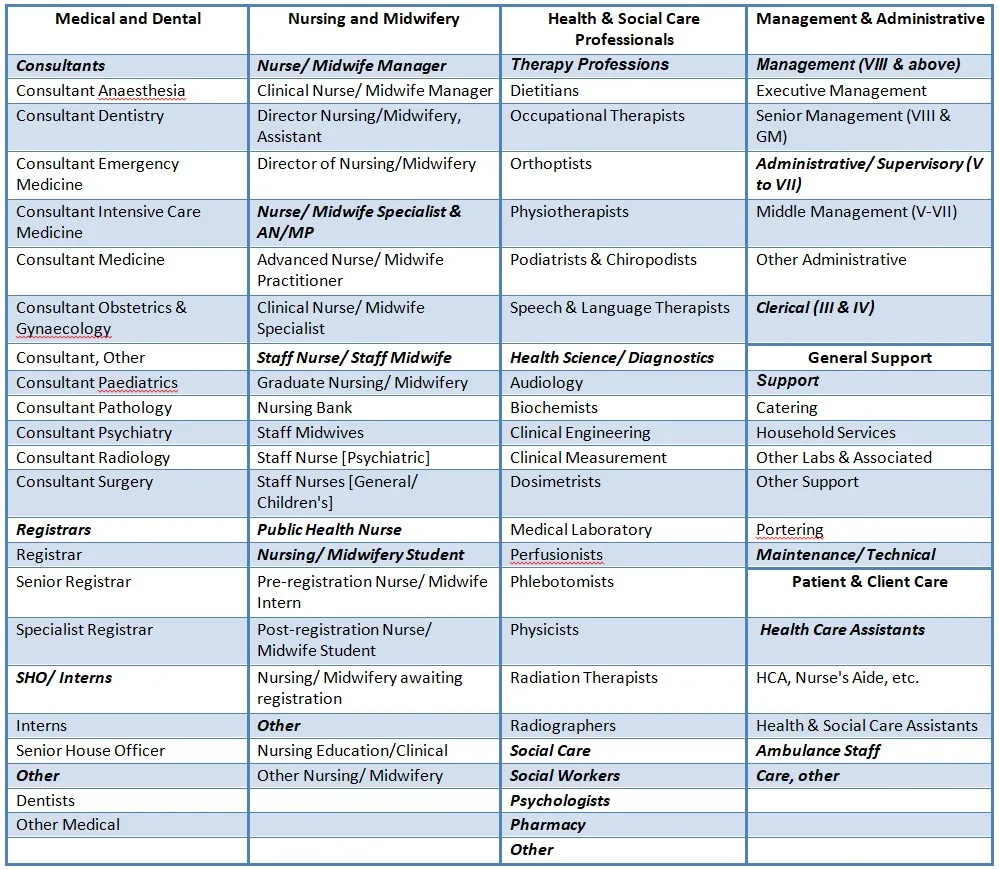 Medical and Dental
Nursing and Midwifery
Health & Social Care
Professionals
Management & Administrative
Consultants
Nurse/ Midwife Manager
Therapy Professions
Management (VIII & above)
Consultant Anaesthesia
Clinical Nurse/ Midwife Manager
Dietitians
Executive Management
Consultant Dentistry
Director Nursing/Midwifery,
Assistant
Occupational Therapists
Senior Management (VIII &
GM)
Consultant Emergency
Medicine
Director of Nursing/Midwifery
Orthoptists
Administrative/ Supervisory (V
to VII)
Consultant Intensive Care
Medicine
Nurse/ Midwife Specialist &
AN/MP
Physiotherapists
Middle Management (V-VII)
Consultant Medicine
Advanced Nurse/ Midwife
Practitioner
Podiatrists & Chiropodists
Other Administrative
Consultant Obstetrics &
Gynaecology
Clinical Nurse/ Midwife
Specialist
Speech & Language Therapists
Clerical (III & IV)
Consultant, Other
Staff Nurse/ Staff Midwife
Health Science/ Diagnostics
General Support
Consultant Paediatrics
Graduate Nursing/ Midwifery
Audiology
Support
Consultant Pathology
Nursing Bank
Biochemists
Catering
Consultant Psychiatry
Staff Midwives
Clinical Engineering
Household Services
Consultant Radiology
Staff Nurse [Psychiatric]
Clinical Measurement
Other Labs & Associated
Consultant Surgery
Staff Nurses [General/
Children's]
Dosimetrists
Other Support
Registrars
Public Health Nurse
Medical Laboratory
Portering
Registrar
Nursing/ Midwifery Student
Perfusionists
Maintenance/ Technical
Senior Registrar
Pre-registration Nurse/ Midwife
Intern
Phlebotomists
Patient & Client Care
Specialist Registrar
Post-registration Nurse/
Midwife Student
Physicists
Health Care Assistants
SHO/ Interns
Nursing/ Midwifery awaiting
registration
Radiation Therapists
HCA, Nurse's Aide, etc.
Interns
Other
Radiographers
Health & Social Care Assistants
Senior House Officer
Nursing Education/Clinical
Social Care
Ambulance Staff
Other
Other Nursing/ Midwifery
Social Workers
Care, other
Dentists
Psychologists
Other Medical
Pharmacy
Other